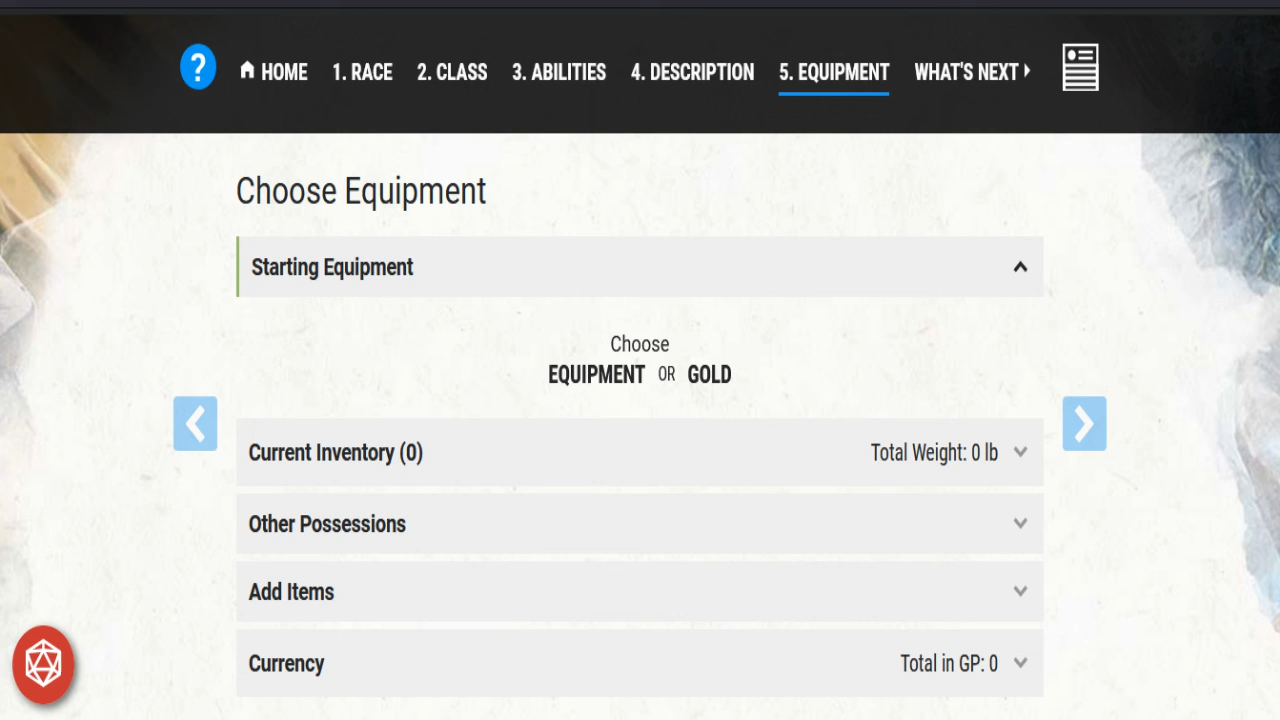 ? HOME 1. RACE 2. CLASS 3. ABILITIES 4. DESCRIPTION 5. EQUIPMENT WHAT'S NEXT
Choose Equipment
Starting Equipment
Choose
EQUIPMENT OR GOLD
Current Inventory (0) Total Weight: 0 lb
Other Possessions
Add Items
Currency Total in GP: 0